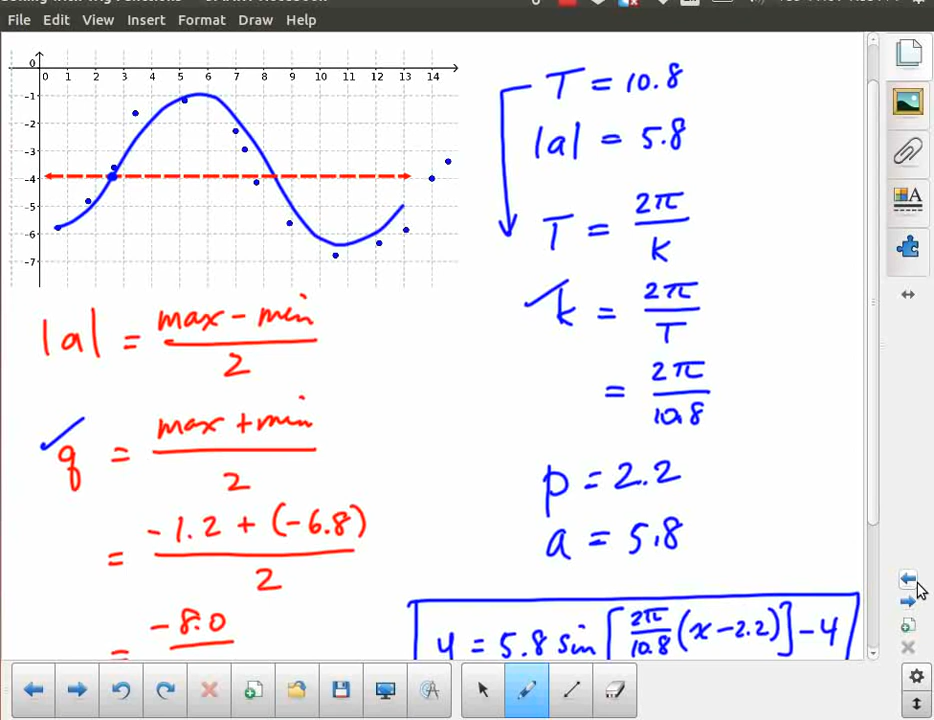 File Edit View Insert Format Draw Help
0
0 1 2 3 4 5 6 7 8 9 10 11 12 13 14
-1
-2
-3
-4
-5
-6
-7
T = 10.8
|a| = 5.8
T = 2π/k
k = 2π/T
= 2π/10.8
p = 2.2
a = 5.8
|a| = max - min / 2
q = max + min / 2
= -1.2 + (-6.8) / 2
= -8.0
y = 5.8 sin [2π/10.8 (x - 2.2)] - 4